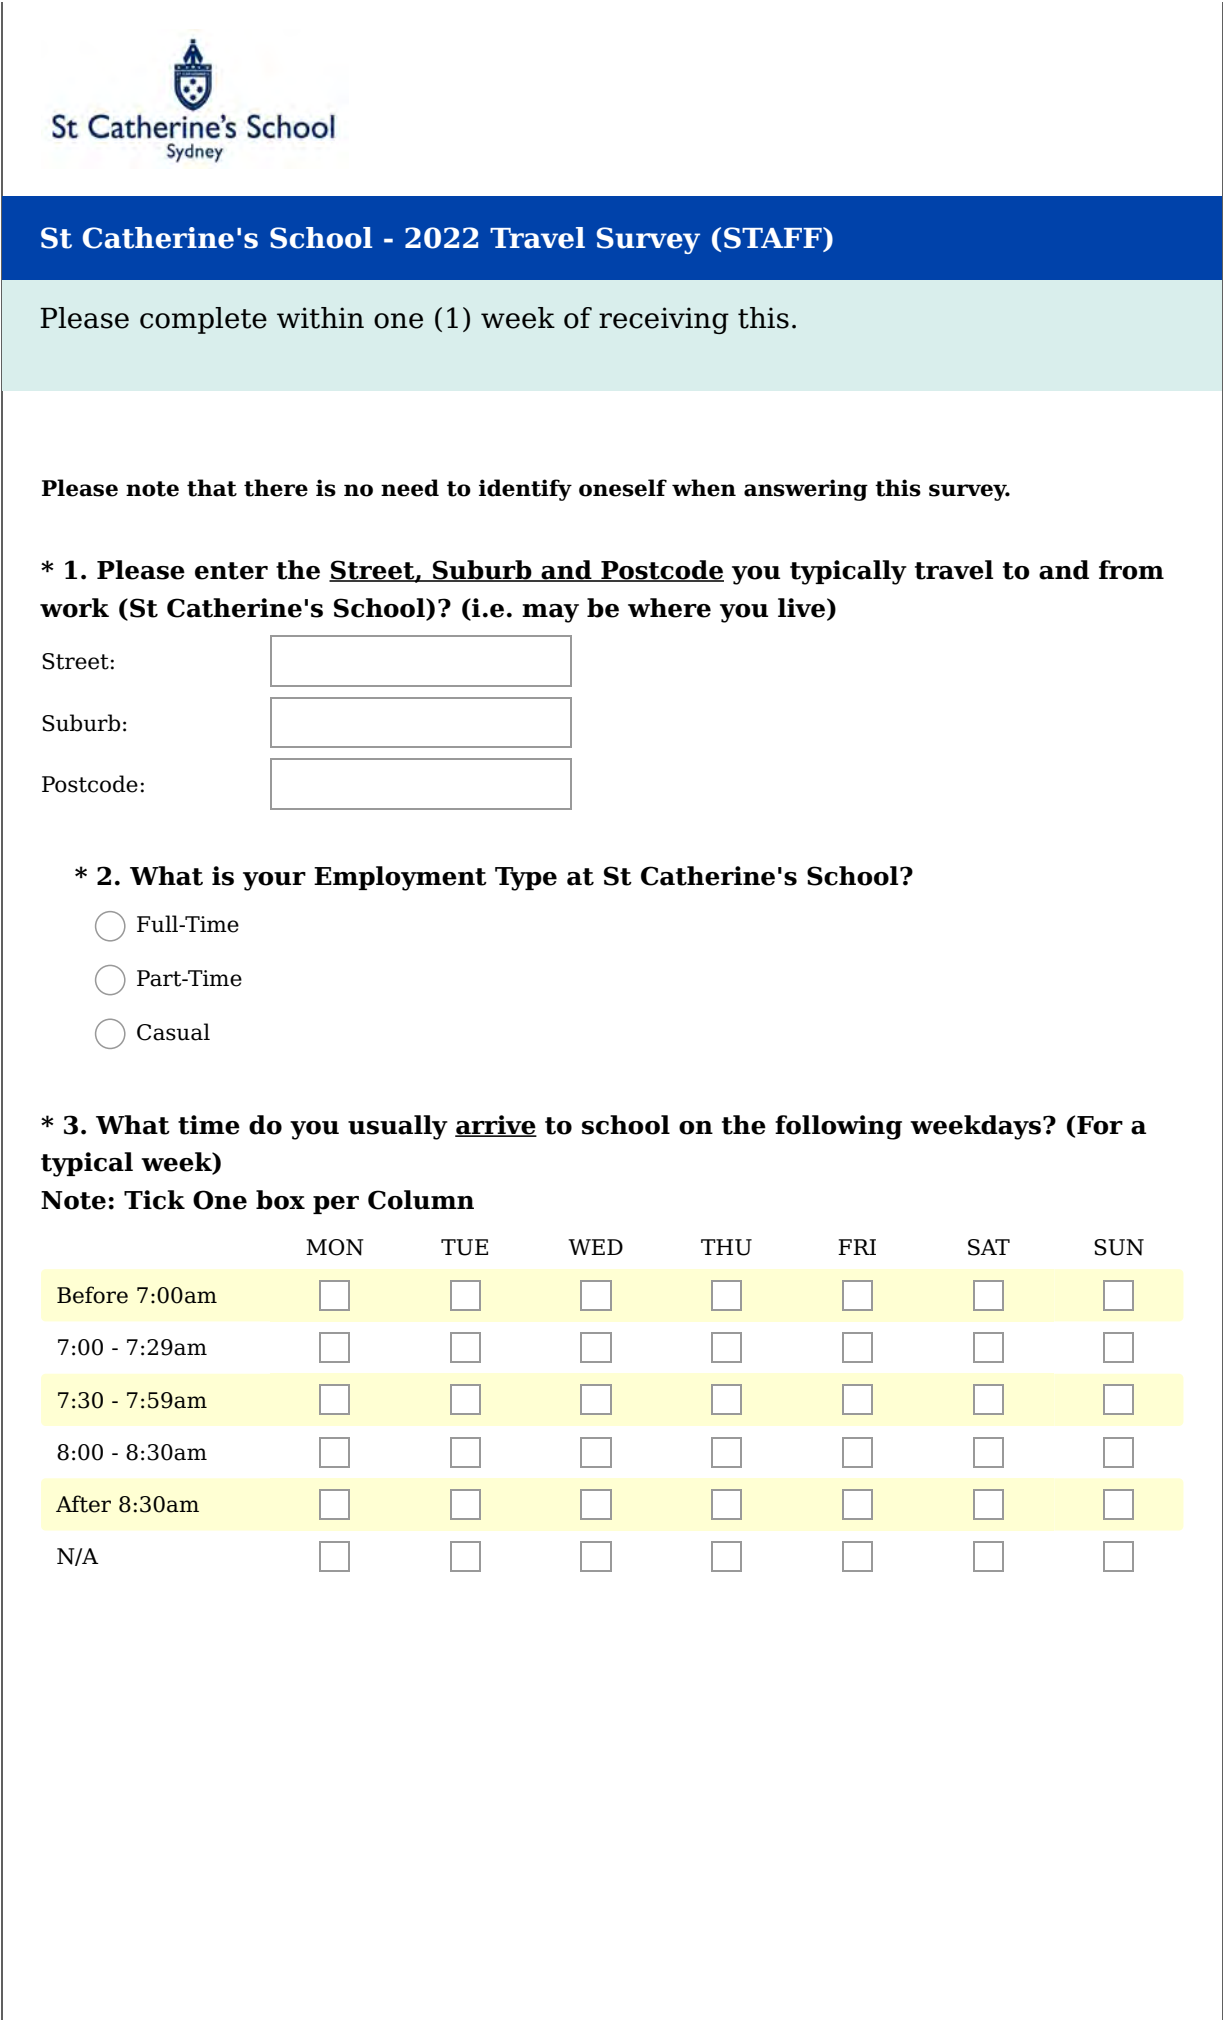 St Catherine's School
Sydney
St Catherine's School - 2022 Travel Survey (STAFF)
Please complete within one (1) week of receiving this.
Please note that there is no need to identify oneself when answering this survey.
* 1. Please enter the Street, Suburb and Postcode you typically travel to and from
work (St Catherine's School)? (i.e. may be where you live)
Street:
Suburb:
Postcode:
* 2. What is your Employment Type at St Catherine's School?
Full-Time
Part-Time
Casual
* 3. What time do you usually arrive to school on the following weekdays? (For a
typical week)
Note: Tick One box per Column
MON TUE WED THU FRI SAT SUN
Before 7:00am
7:00 - 7:29am
7:30 - 7:59am
8:00 - 8:30am
After 8:30am
N/A